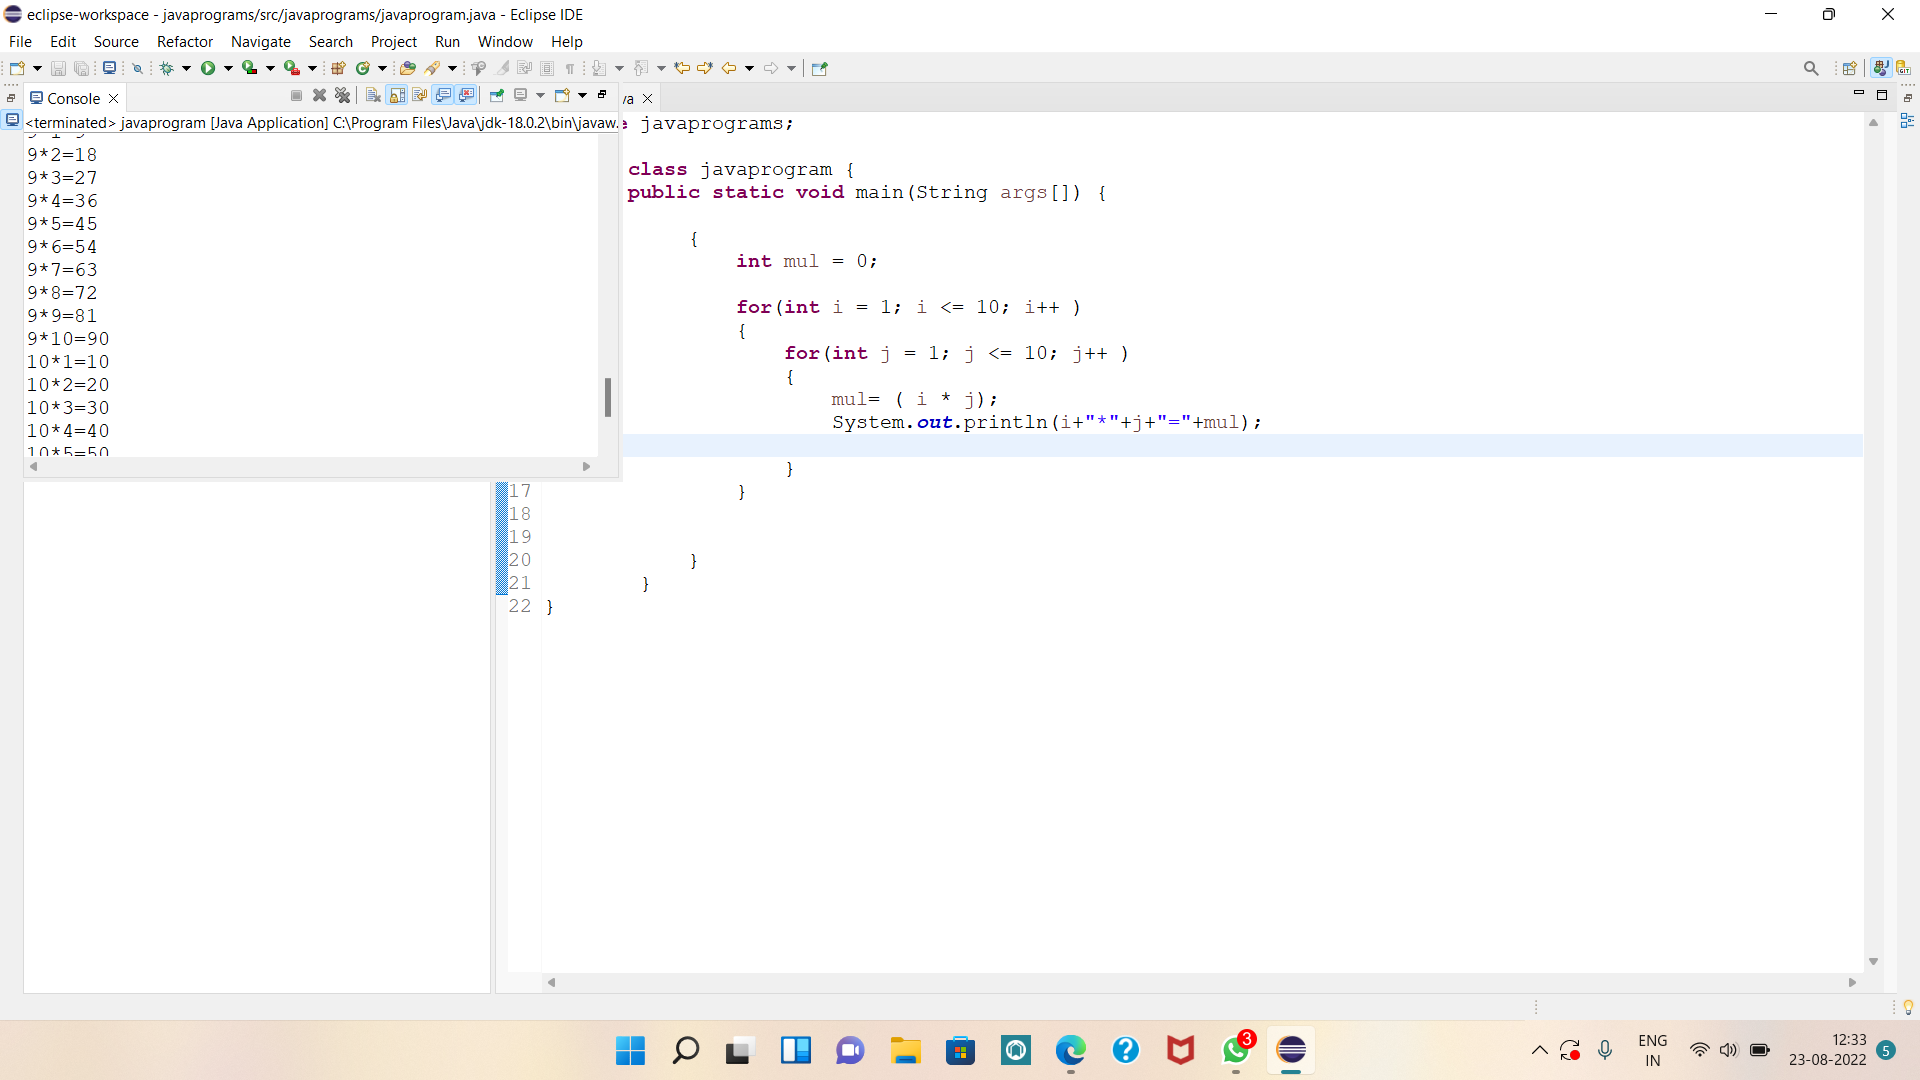 eclipse-workspace - javaprograms/src/javaprograms/javaprogram.java - Eclipse IDE
File Edit Source Refactor Navigate Search Project Run Window Help
Console
va
<terminated> javaprogram [Java Application] C:\Program Files\Java\jdk-18.0.2\bin\javaw.
9*2=18
9*3=27
9*4=36
9*5=45
9*6=54
9*7=63
9*8=72
9*9=81
9*10=90
10*1=10
10*2=20
10*3=30
10*4=40
10*5=50
e javaprograms;
class javaprogram {
public static void main(String args[]) {
{
int mul = 0;
for(int i = 1; i <= 10; i++ )
{
for(int j = 1; j <= 10; j++ )
{
mul= ( i * j);
System.out.println(i+"*"+j+"="+mul);
}
17 }
18
19
20 }
21 }
22 }
3
ENG
IN
12:33
23-08-2022
5